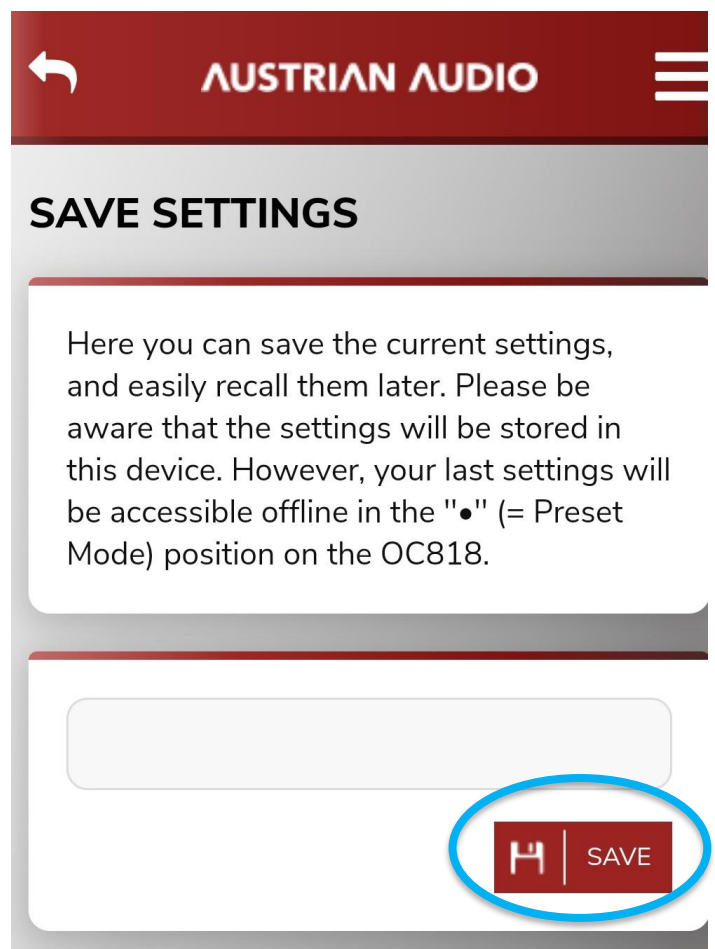 AUSTRIAN AUDIO
SAVE SETTINGS
Here you can save the current settings,
and easily recall them later. Please be
aware that the settings will be stored in
this device. However, your last settings will
be accessible offline in the "•" (= Preset
Mode) position on the OC818.
SAVE